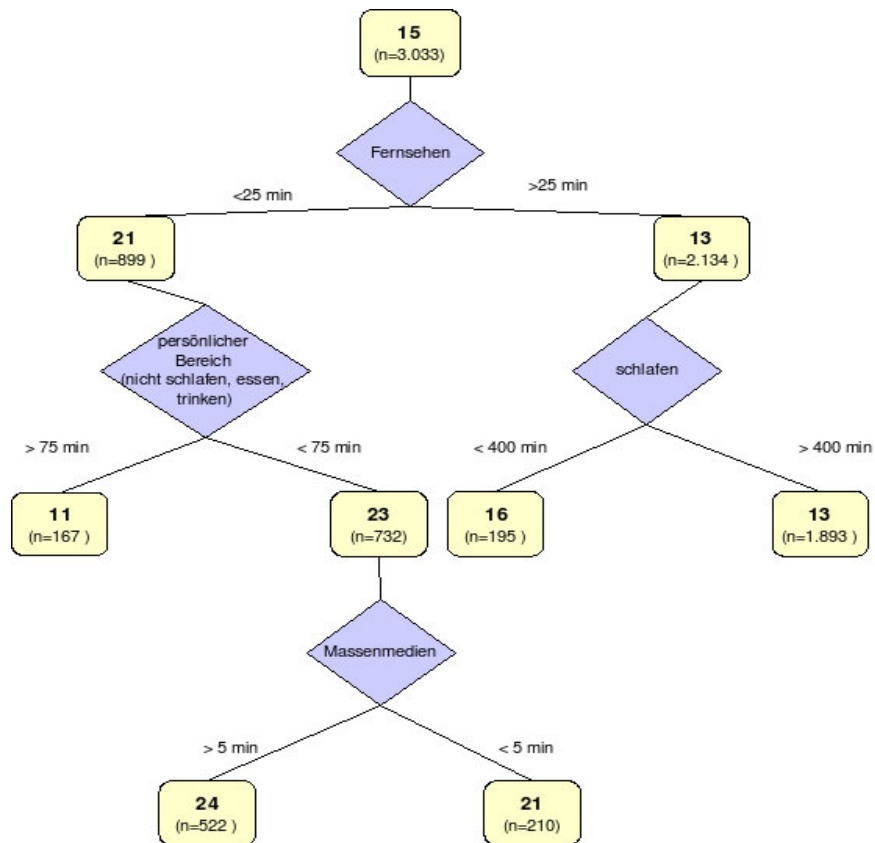 15
(n=3.033)
Fernsehen
<25 min
>25 min
21
(n=899 )
13
(n=2.134 )
persönlicher
Bereich
(nicht schlafen, essen,
trinken)
schlafen
> 75 min
< 75 min
< 400 min
> 400 min
11
(n=167 )
23
(n=732)
16
(n=195 )
13
(n=1.893 )
Massenmedien
> 5 min
< 5 min
24
(n=522 )
21
(n=210)